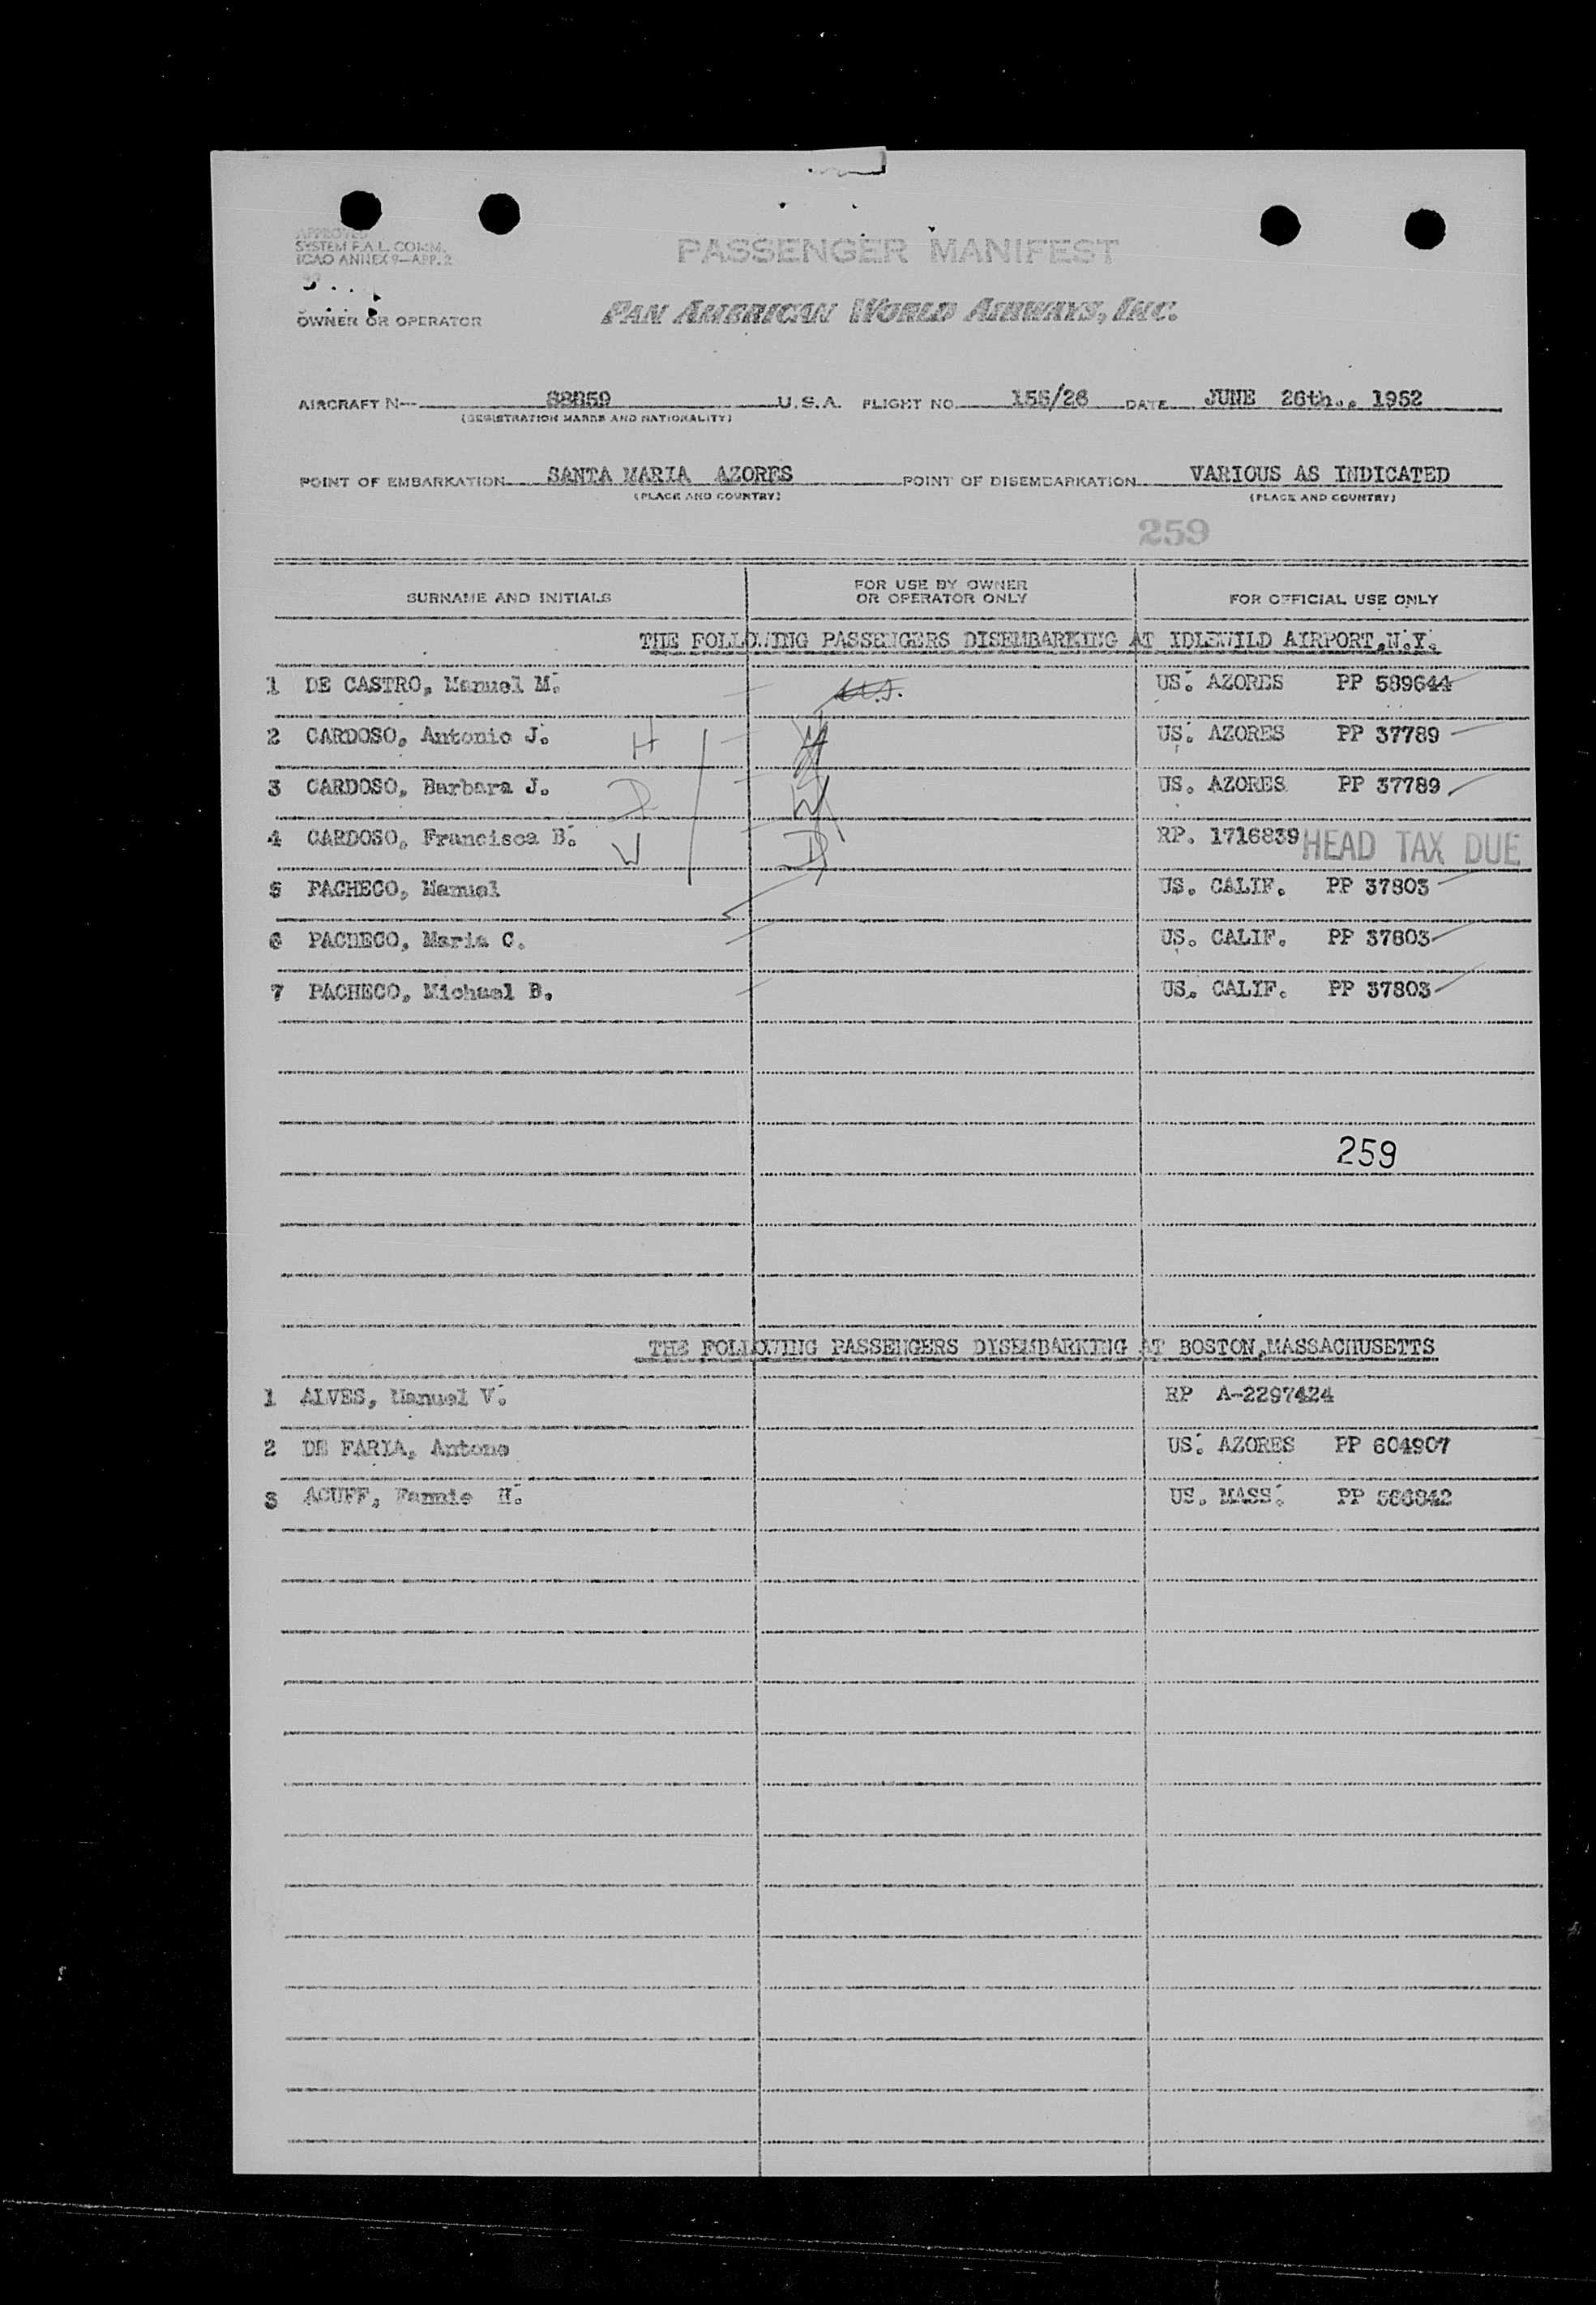 APPROVED
SYSTEM F.A.L. COMM.
ICAO ANNEX 9—APP. 2
PASSENGER MANIFEST
OWNER OR OPERATOR PAN AMERICAN WORLD AIRWAYS, INC.
AIRCRAFT N— 88859 U.S.A. FLIGHT NO. 155/26 DATE JUNE 26th., 1952
(REGISTRATION MARKS AND NATIONALITY)
POINT OF EMBARKATION SANTA MARIA AZORES POINT OF DISEMBARKATION VARIOUS AS INDICATED
(PLACE AND COUNTRY) (PLACE AND COUNTRY)
259
SURNAME AND INITIALS FOR USE BY OWNER OR OPERATOR ONLY FOR OFFICIAL USE ONLY
THE FOLLOWING PASSENGERS DISEMBARKING AT IDLEWILD AIRPORT, N.Y.
1 DE CASTRO, Manuel M. US. AZORES PP 589644
2 CARDOSO, Antonio J. H H US. AZORES PP 37789
3 CARDOSO, Barbara J. D W US. AZORES PP 37789
4 CARDOSO, Francisca B. W D RP. 1716839 HEAD TAX DUE
5 PACHECO, Manuel US. CALIF. PP 37803
6 PACHECO, Maria C. US. CALIF. PP 37803
7 PACHECO, Michael B. US. CALIF. PP 37803
259
THE FOLLOWING PASSENGERS DISEMBARKING AT BOSTON, MASSACHUSETTS
1 ALVES, Manuel V. RP A-2297424
2 DE FARIA, Antone US. AZORES PP 604907
3 ACUFF, Fannie H. US. MASS. PP